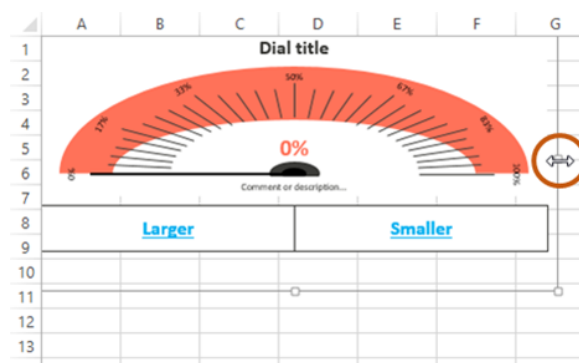 A B C D E F G
1 Dial title
2
50%
33% 67%
3
17% 83%
4
5 0%
6 0% 100%
Comment or description...
7
8 Larger Smaller
9
10
11
12
13